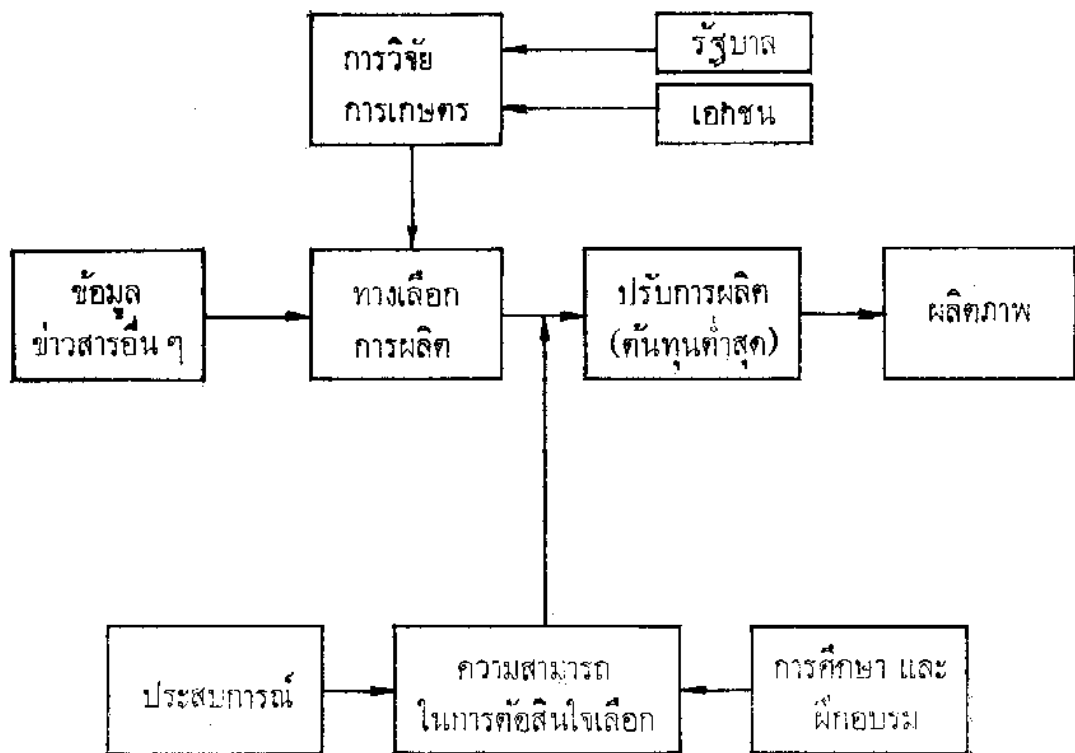 การวิจัย
การเกษตร
รัฐบาล
เอกชน
ข้อมูล
ข่าวสารอื่น ๆ
ทางเลือก
การผลิต
ปรับการผลิต
(ต้นทุนต่ำสุด)
ผลิตภาพ
ประสบการณ์
ความสามารถ
ในการต้อสินใจเลือก
การศึกษา และ
ฝึกอบรม